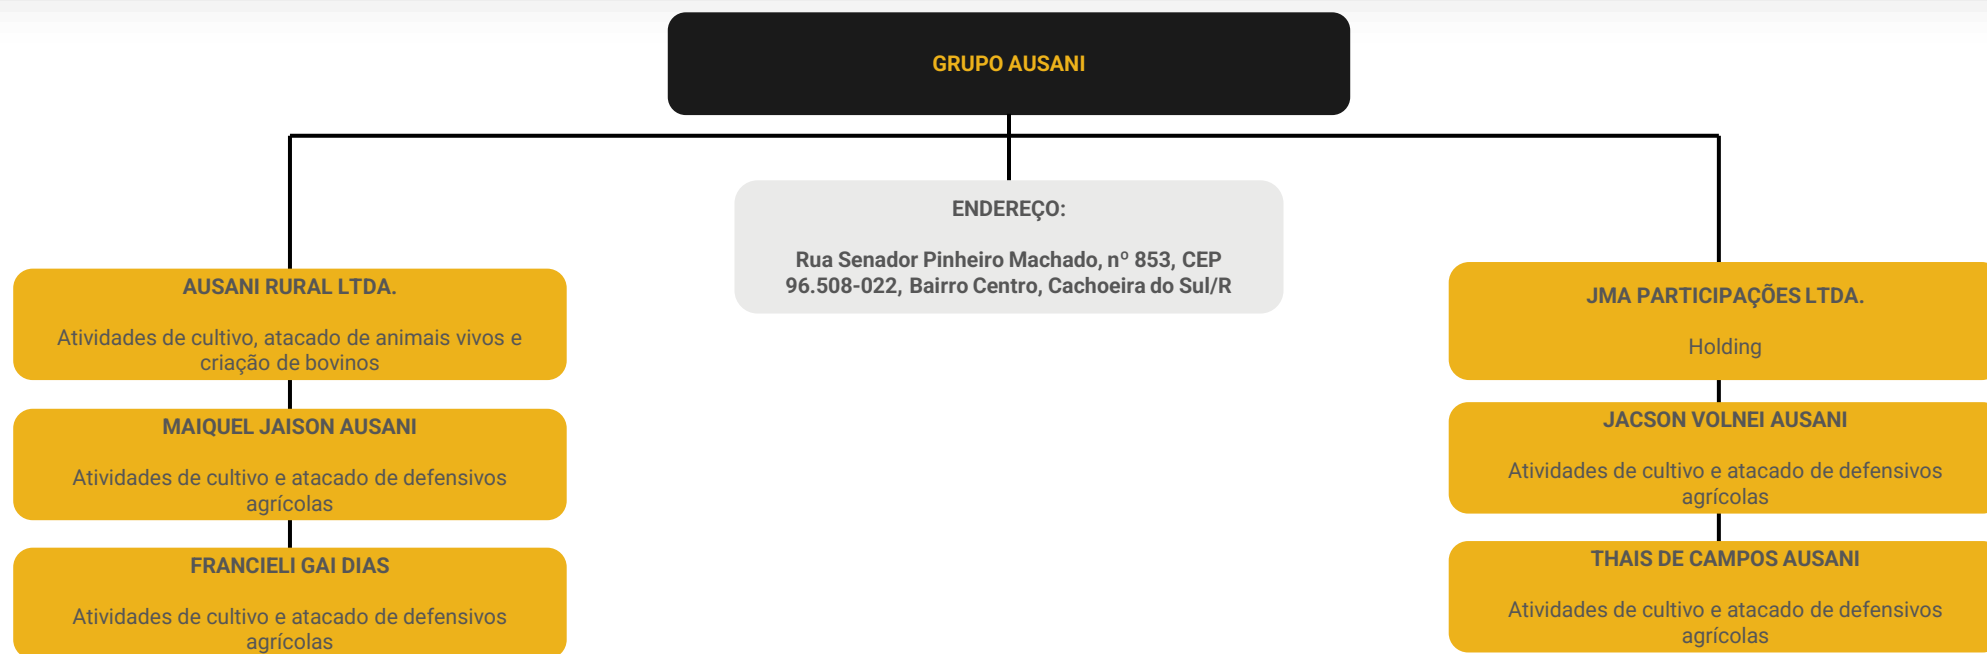 GRUPO AUSANI
ENDEREÇO:
Rua Senador Pinheiro Machado, nº 853, CEP
96.508-022, Bairro Centro, Cachoeira do Sul/R
AUSANI RURAL LTDA.
Atividades de cultivo, atacado de animais vivos e
criação de bovinos
MAIQUEL JAISON AUSANI
Atividades de cultivo e atacado de defensivos
agrícolas
FRANCIELI GAI DIAS
Atividades de cultivo e atacado de defensivos
agrícolas
JMA PARTICIPAÇÕES LTDA.
Holding
JACSON VOLNEI AUSANI
Atividades de cultivo e atacado de defensivos
agrícolas
THAIS DE CAMPOS AUSANI
Atividades de cultivo e atacado de defensivos
agrícolas